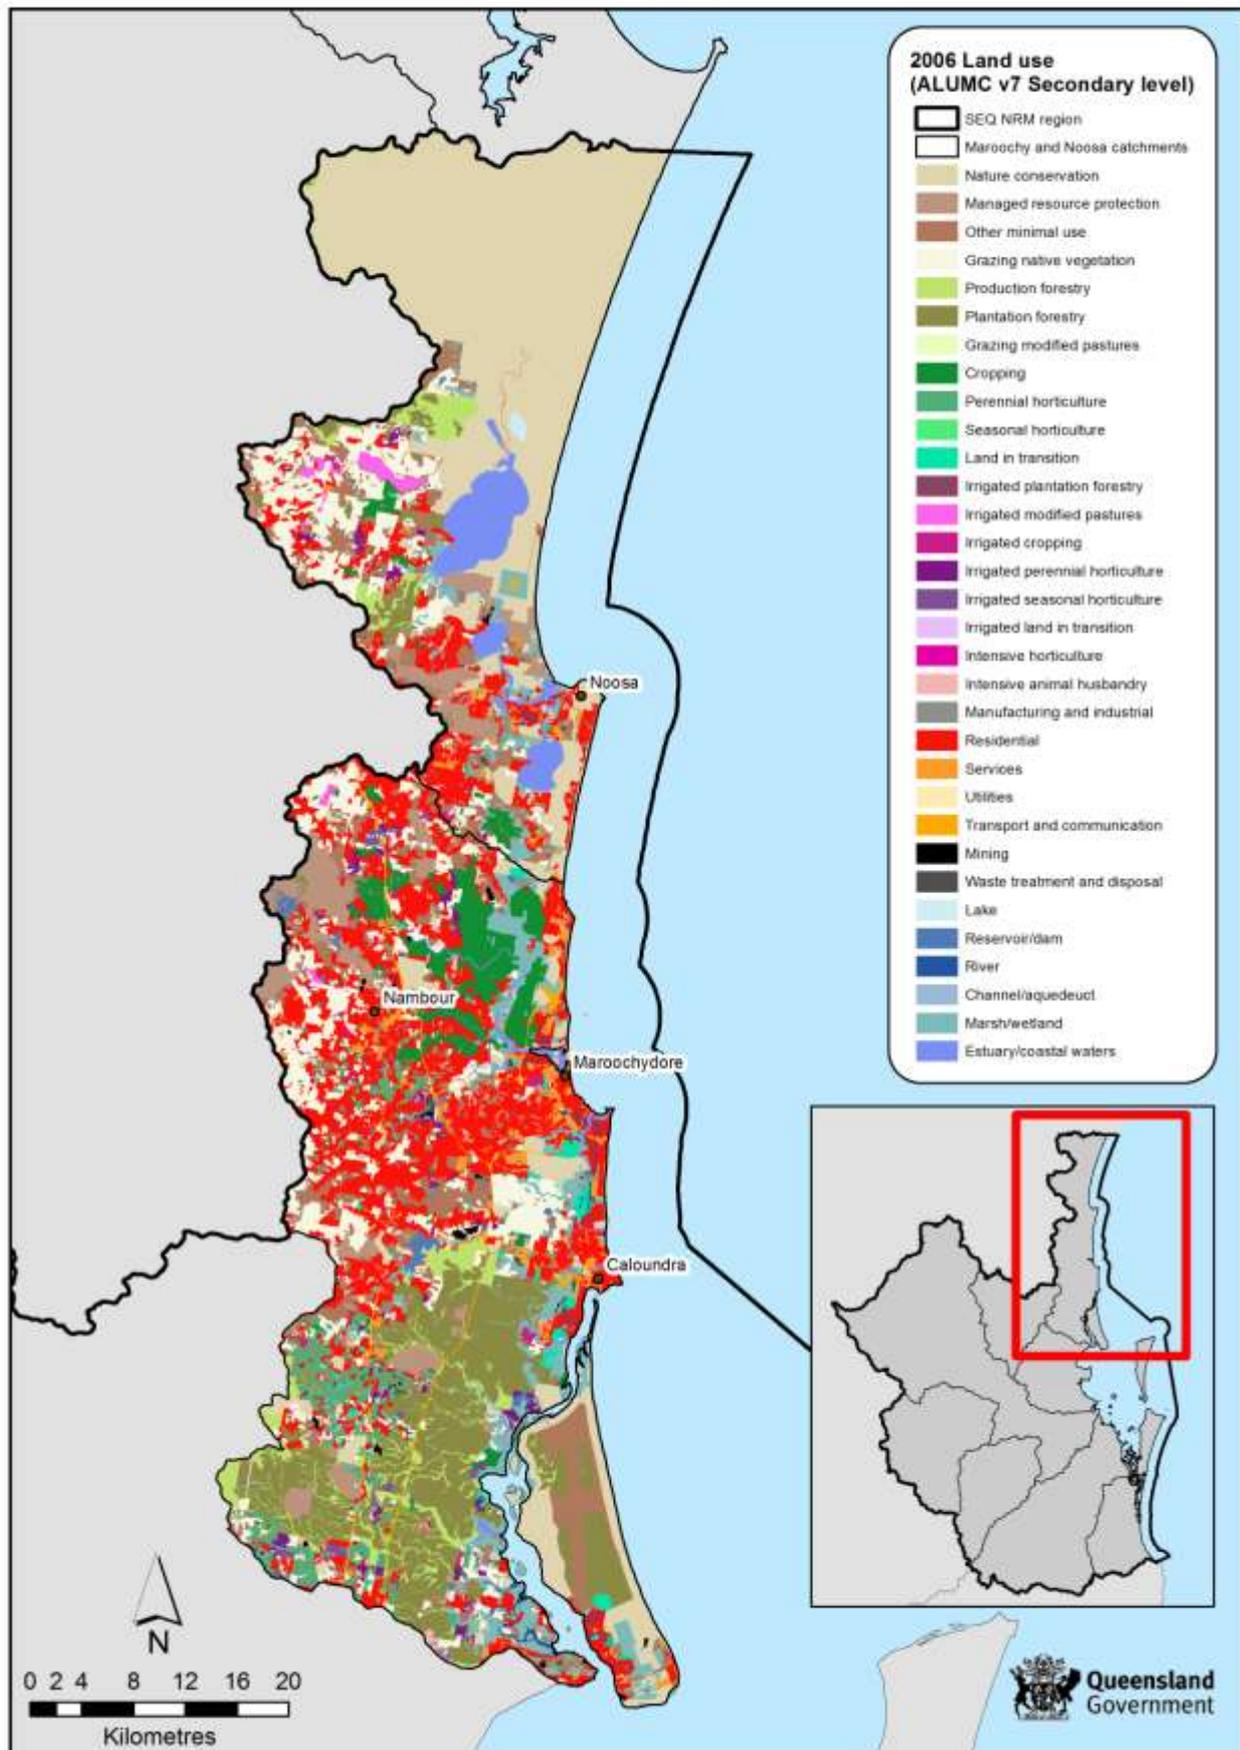 2006 Land use
(ALUMC v7 Secondary level)
SEQ NRM region
Maroochy and Noosa catchments
Nature conservation
Managed resource protection
Other minimal use
Grazing native vegetation
Production forestry
Plantation forestry
Grazing modified pastures
Cropping
Perennial horticulture
Seasonal horticulture
Land in transition
Irrigated plantation forestry
Irrigated modified pastures
Irrigated cropping
Irrigated perennial horticulture
Irrigated seasonal horticulture
Irrigated land in transition
Intensive horticulture
Intensive animal husbandry
Manufacturing and industrial
Residential
Services
Utilities
Transport and communication
Mining
Waste treatment and disposal
Lake
Reservoir/dam
River
Channel/aquedeuct
Marsh/wetland
Estuary/coastal waters
Noosa
Nambour
Maroochydore
Caloundra
N
0 2 4 8 12 16 20
Kilometres
Queensland
Government